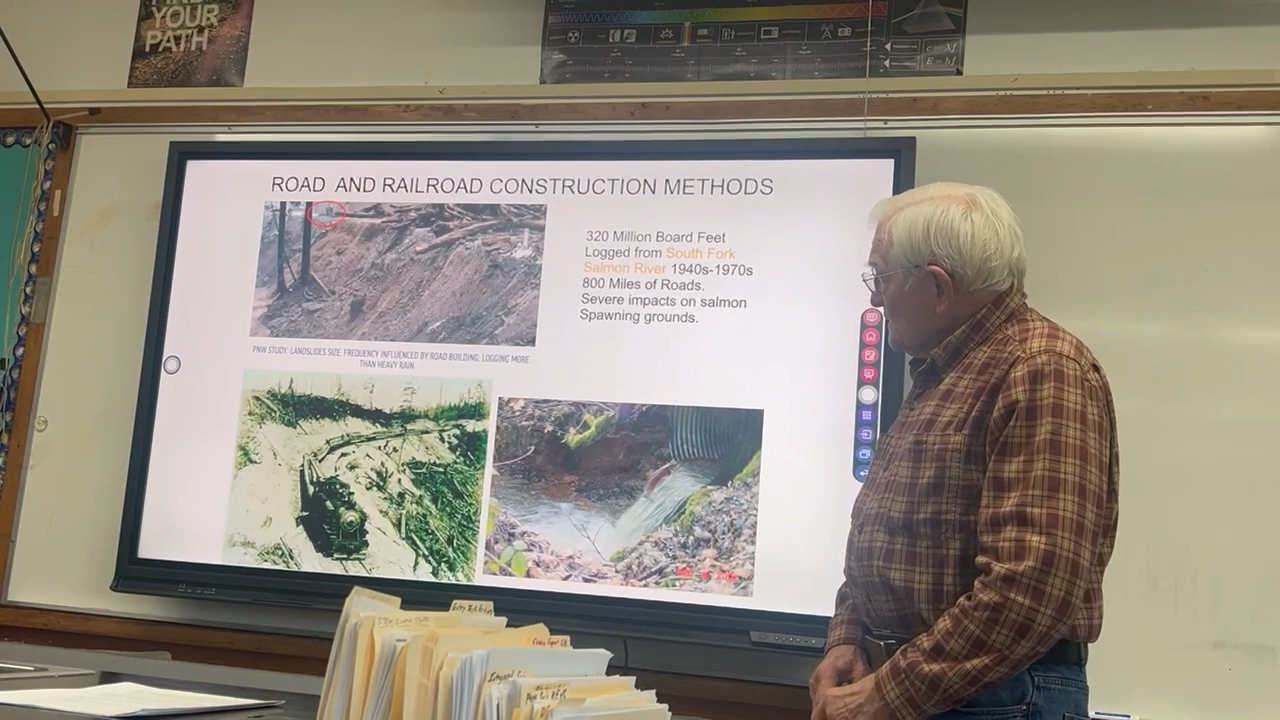 YOUR
PATH
c = λf
E = hf
ROAD AND RAILROAD CONSTRUCTION METHODS
320 Million Board Feet
Logged from South Fork
Salmon River 1940s-1970s
800 Miles of Roads.
Severe impacts on salmon
Spawning grounds.
PNW STUDY: LANDSLIDES SIZE, FREQUENCY INFLUENCED BY ROAD BUILDING, LOGGING MORE
THAN HEAVY RAIN